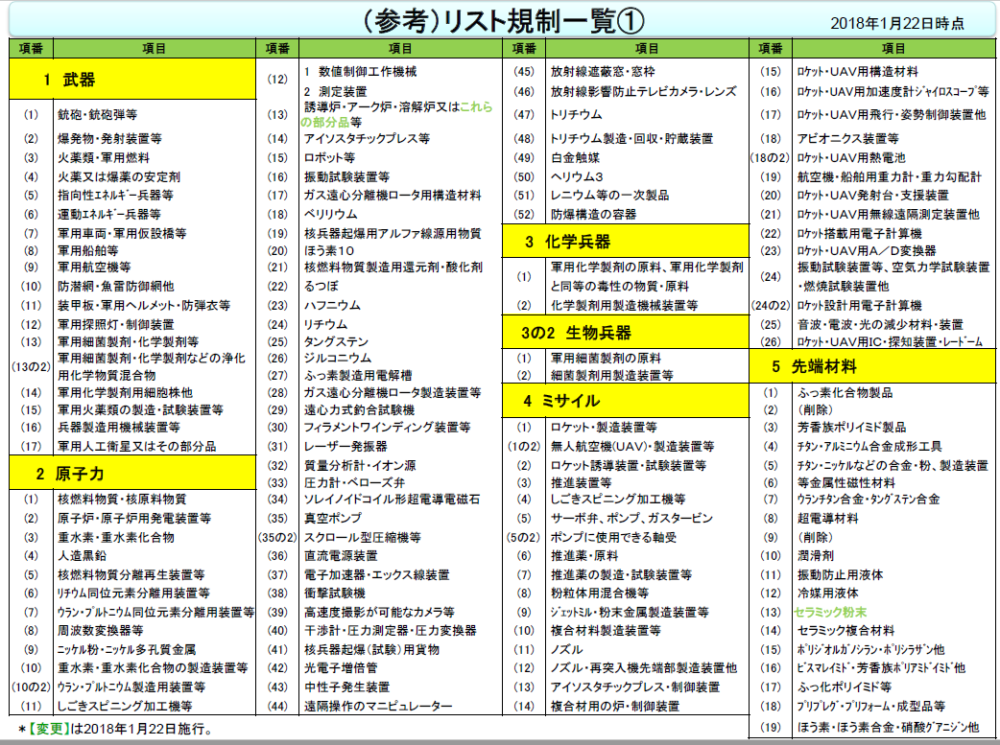 (参考)リスト規制一覧①
2018年1月22日時点
項番 項目
1 武器
(1) 銃砲・銃砲弾等
(2) 爆発物・発射装置等
(3) 火薬類・軍用燃料
(4) 火薬又は爆薬の安定剤
(5) 指向性ｴﾈﾙｷﾞｰ兵器等
(6) 運動ｴﾈﾙｷﾞｰ兵器等
(7) 軍用車両・軍用仮設橋等
(8) 軍用船舶等
(9) 軍用航空機等
(10) 防潜網・魚雷防御網他
(11) 装甲板・軍用ヘルメット・防弾衣等
(12) 軍用探照灯・制御装置
(13) 軍用細菌製剤・化学製剤等
(13の2) 軍用細菌製剤・化学製剤などの浄化
用化学物質混合物
(14) 軍用化学製剤用細胞株他
(15) 軍用火薬類の製造・試験装置等
(16) 兵器製造用機械装置等
(17) 軍用人工衛星又はその部分品
2 原子力
(1) 核燃料物質・核原料物質
(2) 原子炉・原子炉用発電装置等
(3) 重水素・重水素化合物
(4) 人造黒鉛
(5) 核燃料物質分離再生装置等
(6) ﾘﾁｳﾑ同位元素分離用装置等
(7) ウラン・ﾌﾟﾙﾄﾆｳﾑ同位元素分離用装置等
(8) 周波数変換器等
(9) ﾆｯｹﾙ粉・ﾆｯｹﾙ多孔質金属
(10) 重水素・重水素化合物の製造装置等
(10の2) ウラン・ﾌﾟﾙﾄﾆｳﾑ製造用装置等
(11) しごきスピニング加工機等
項番 項目
(12) 1 数値制御工作機械
2 測定装置
(13) 誘導炉・アーク炉・溶解炉又はこれら
の部分品等
(14) アイソスタチックプレス等
(15) ロボット等
(16) 振動試験装置等
(17) ガス遠心分離機ロータ用構造材料
(18) ベリリウム
(19) 核兵器起爆用アルファ線源用物質
(20) ほう素10
(21) 核燃料物質製造用還元剤・酸化剤
(22) るつぼ
(23) ハフニウム
(24) リチウム
(25) タングステン
(26) ジルコニウム
(27) ふっ素製造用電解槽
(28) ガス遠心分離機ロータ製造装置等
(29) 遠心力式釣合試験機
(30) フィラメントワインディング装置等
(31) レーザー発振器
(32) 質量分析計・イオン源
(33) 圧力計・ベローズ弁
(34) ソレイノイドコイル形超電導電磁石
(35) 真空ポンプ
(35の2) スクロール型圧縮機等
(36) 直流電源装置
(37) 電子加速器・エックス線装置
(38) 衝撃試験機
(39) 高速度撮影が可能なカメラ等
(40) 干渉計・圧力測定器・圧力変換器
(41) 核兵器起爆(試験)用貨物
(42) 光電子増倍管
(43) 中性子発生装置
(44) 遠隔操作のマニピュレーター
項番 項目
(45) 放射線遮蔽窓・窓枠
(46) 放射線影響防止テレビカメラ・レンズ
(47) トリチウム
(48) トリチウム製造・回収・貯蔵装置
(49) 白金触媒
(50) ヘリウム3
(51) レニウム等の一次製品
(52) 防爆構造の容器
3 化学兵器
(1) 軍用化学製剤の原料、軍用化学製剤
と同等の毒性の物質・原料
(2) 化学製剤用製造機械装置等
3の2 生物兵器
(1) 軍用細菌製剤の原料
(2) 細菌製剤用製造装置等
4 ミサイル
(1) ロケット・製造装置等
(1の2) 無人航空機(UAV)・製造装置等
(2) ロケット誘導装置・試験装置等
(3) 推進装置等
(4) しごきスピニング加工機等
(5) サーボ弁、ポンプ、ガスタービン
(5の2) ポンプに使用できる軸受
(6) 推進薬・原料
(7) 推進薬の製造・試験装置等
(8) 粉粒体用混合機等
(9) ｼﾞｪｯﾄミル・粉末金属製造装置等
(10) 複合材料製造装置等
(11) ノズル
(12) ノズル・再突入機先端部製造装置他
(13) アイソスタチックプレス・制御装置
(14) 複合材用の炉・制御装置
項番 項目
(15) ロケット・UAV用構造材料
(16) ﾛｹｯﾄ・UAV用加速度計ｼﾞｬｲﾛｽｺｰﾌﾟ等
(17) ロケット・UAV用飛行・姿勢制御装置他
(18) アビオニクス装置等
(18の2) ロケット・UAV用熱電池
(19) 航空機・船舶用重力計・重力勾配計
(20) ロケット・UAV発射台・支援装置
(21) ロケット・UAV用無線遠隔測定装置他
(22) ロケット搭載用電子計算機
(23) ロケット・UAV用A／D変換器
(24) 振動試験装置等、空気力学試験装置
・燃焼試験装置他
(24の2) ロケット設計用電子計算機
(25) 音波・電波・光の減少材料・装置
(26) ロケット・UAV用IC・探知装置・レードーム
5 先端材料
(1) ふっ素化合物製品
(2) (削除)
(3) 芳香族ポリイミド製品
(4) チタン・アルミニウム合金成形工具
(5) チタン・ニッケルなどの合金・粉、製造装置
(6) 等金属性磁性材料
(7) ウランチタン合金・タングステン合金
(8) 超電導材料
(9) (削除)
(10) 潤滑剤
(11) 振動防止用液体
(12) 冷媒用液体
(13) セラミック粉末
(14) セラミック複合材料
(15) ﾎﾟﾘｼﾞｵﾙｶﾞﾉｼﾗﾝ・ﾎﾟﾘｼﾗｻﾞﾝ他
(16) ﾋﾞｽﾏﾚｲﾐﾄﾞ・芳香族ﾎﾟﾘｱﾐﾄﾞｲﾐﾄﾞ他
(17) ふっ化ポリイミド等
(18) ﾌﾟﾘﾌﾟﾚｸﾞ・ﾌﾟﾘﾌｫｰﾑ・成型品等
(19) ほう素・ほう素合金・硝酸ｸﾞｱﾆｼﾞﾝ他
*【変更】は2018年1月22日施行。